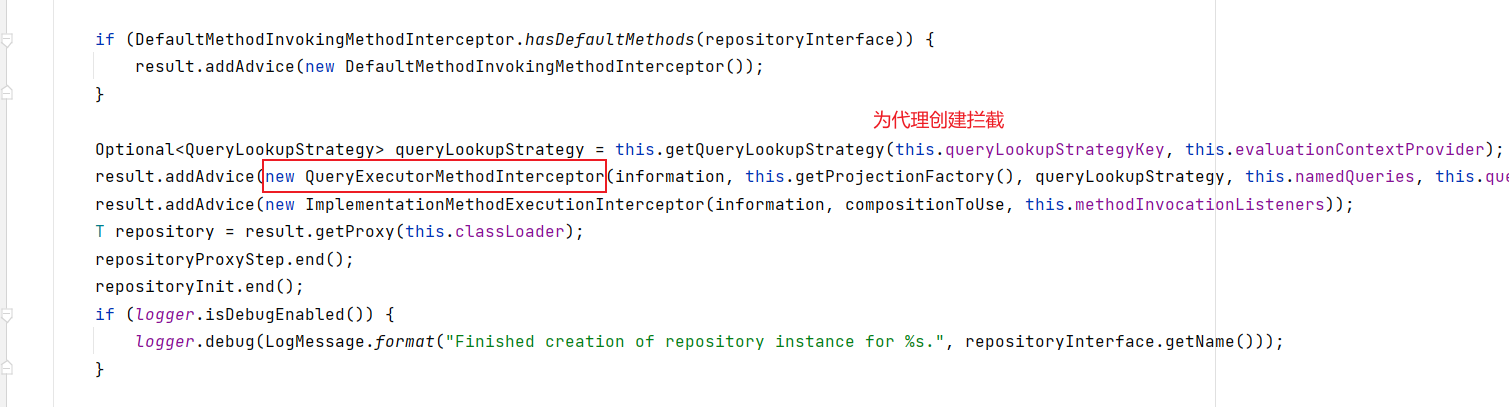 if (DefaultMethodInvokingMethodInterceptor.hasDefaultMethods(repositoryInterface)) {
result.addAdvice(new DefaultMethodInvokingMethodInterceptor());
}
为代理创建拦截
Optional<QueryLookupStrategy> queryLookupStrategy = this.getQueryLookupStrategy(this.queryLookupStrategyKey, this.evaluationContextProvider);
result.addAdvice(new QueryExecutorMethodInterceptor(information, this.getProjectionFactory(), queryLookupStrategy, this.namedQueries, this.que
result.addAdvice(new ImplementationMethodExecutionInterceptor(information, compositionToUse, this.methodInvocationListeners));
T repository = result.getProxy(this.classLoader);
repositoryProxyStep.end();
repositoryInit.end();
if (logger.isDebugEnabled()) {
logger.debug(LogMessage.format("Finished creation of repository instance for %s.", repositoryInterface.getName()));
}